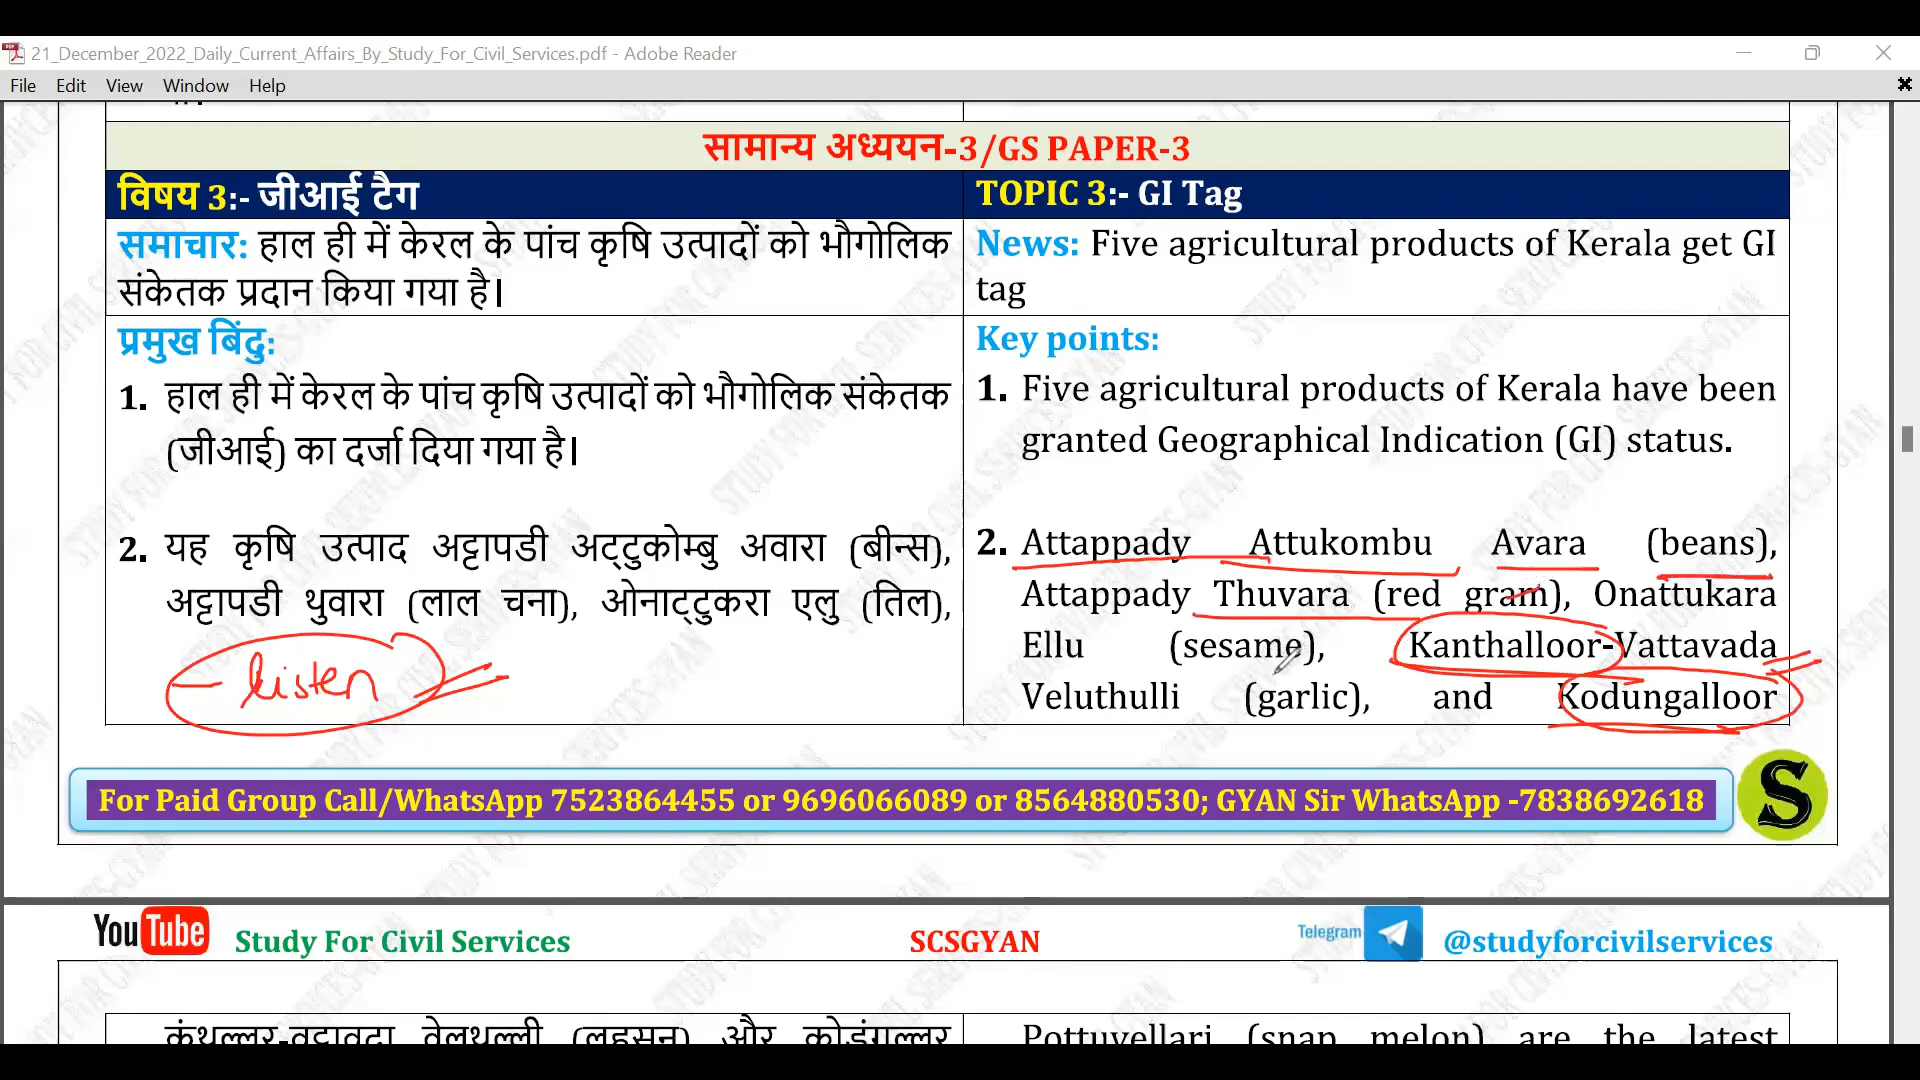 21_December_2022_Daily_Current_Affairs_By_Study_For_Civil_Services.pdf - Adobe Reader
File Edit View Window Help
सामान्य अध्ययन-3/GS PAPER-3
विषय 3:- जीआई टैग
समाचार: हाल ही में केरल के पांच कृषि उत्पादों को भौगोलिक
संकेतक प्रदान किया गया है।
प्रमुख बिंदु:
1. हाल ही में केरल के पांच कृषि उत्पादों को भौगोलिक संकेतक
(जीआई) का दर्जा दिया गया है।
2. यह कृषि उत्पाद अट्टापडी अट्टुकोम्बु अवारा (बीन्स),
अट्टापडी थुवारा (लाल चना), ओनाट्टुकरा एलु (तिल),
listen
TOPIC 3:- GI Tag
News: Five agricultural products of Kerala get GI
tag
Key points:
1. Five agricultural products of Kerala have been
granted Geographical Indication (GI) status.
2. Attappady Attukombu Avara (beans),
Attappady Thuvara (red gram), Onattukara
Ellu (sesame), Kanthalloor-Vattavada
Veluthulli (garlic), and Kodungalloor
For Paid Group Call/WhatsApp 7523864455 or 9696066089 or 8564880530; GYAN Sir WhatsApp -7838692618
S
YouTube Study For Civil Services SCSGYAN Telegram @studyforcivilservices
कंथल्लूर-वट्टावदा वेलुथुल्ली (लहसुन) और कोडुंगल्लूर
Pottuvellari (snap melon) are the latest